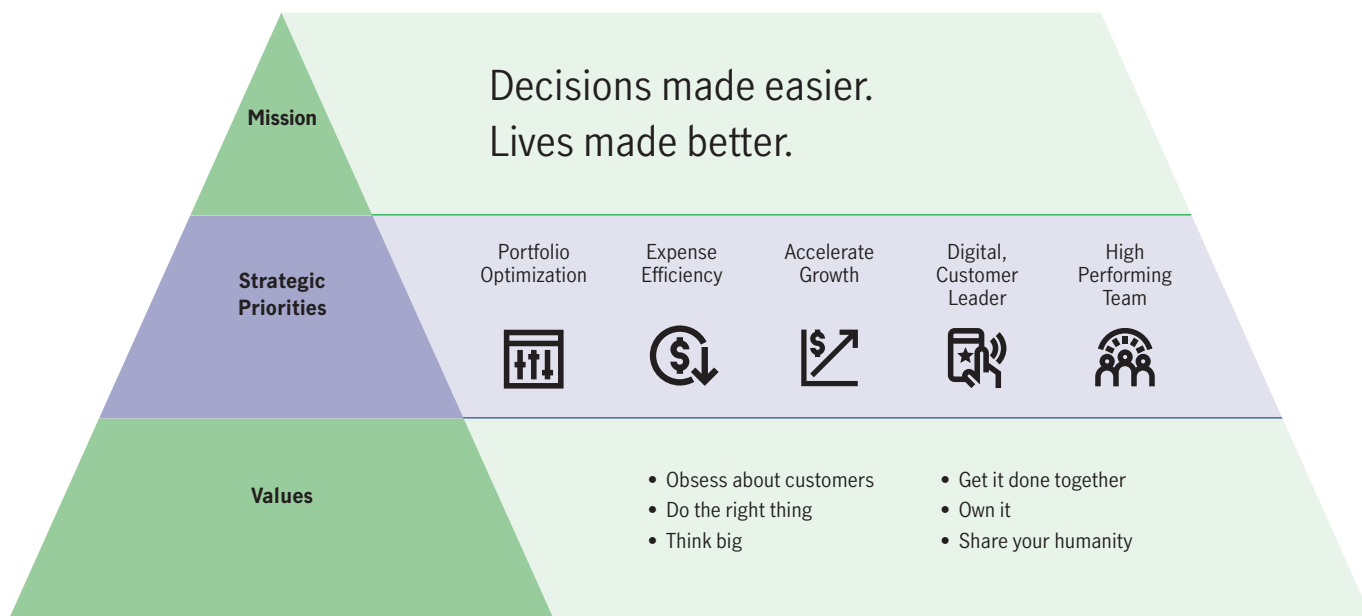 Mission
Decisions made easier.
Lives made better.
Strategic
Priorities
Portfolio
Optimization
Expense
Efficiency
Accelerate
Growth
Digital,
Customer
Leader
High
Performing
Team
$
$
Values
• Obsess about customers
• Do the right thing
• Think big
• Get it done together
• Own it
• Share your humanity